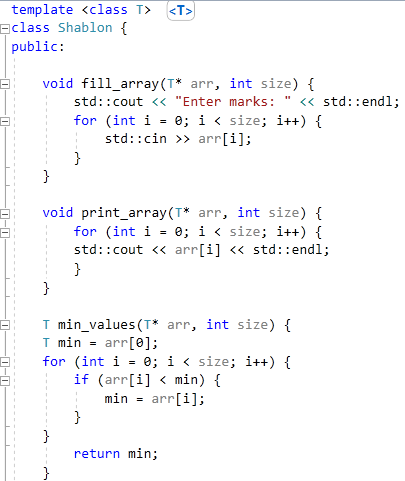 template <class T> <T>
class Shablon {
public:
    void fill_array(T* arr, int size) {
        std::cout << "Enter marks: " << std::endl;
        for (int i = 0; i < size; i++) {
            std::cin >> arr[i];
        }
    }
    void print_array(T* arr, int size) {
        for (int i = 0; i < size; i++) {
        std::cout << arr[i] << std::endl;
        }
    }
    T min_values(T* arr, int size) {
    T min = arr[0];
    for (int i = 0; i < size; i++) {
        if (arr[i] < min) {
            min = arr[i];
        }
    }
        return min;
    }